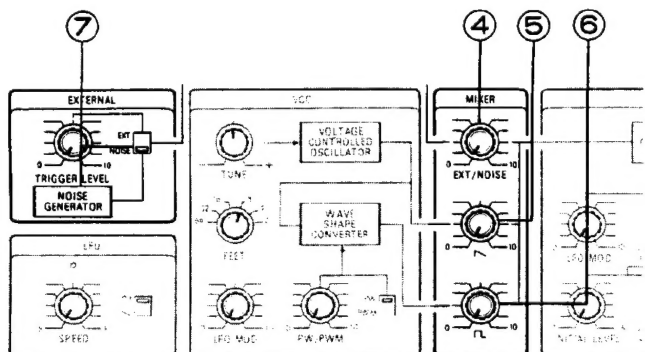 ⑦ ④ ⑤ ⑥
EXTERNAL
EXT
NOISE
0 10
TRIGGER LEVEL
NOISE
GENERATOR
VCO
TUNE
VOLTAGE
CONTROLLED
OSCILLATOR
FEET
WAVE
SHAPE
CONVERTER
LFO MOD
PW/PWM
MIXER
0 10
EXT/NOISE
0 10
0 10
LFO
SPEED
LFO MOD
INITIAL LEVEL